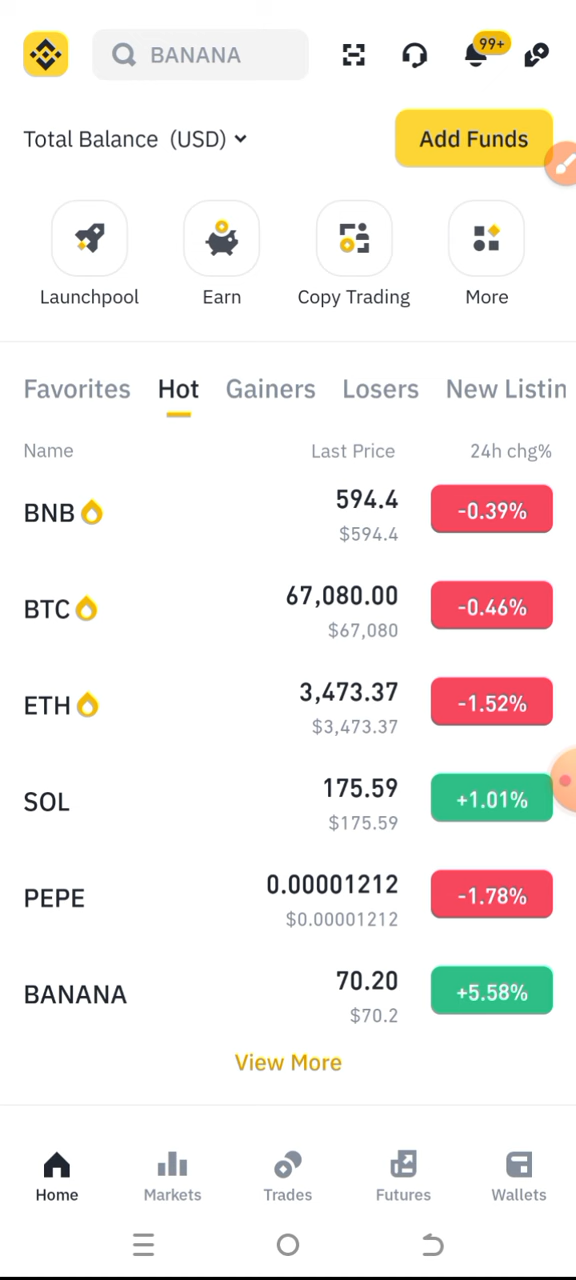 BANANA
99+
Total Balance (USD)
Add Funds
Launchpool Earn Copy Trading More
Favorites Hot Gainers Losers New Listin
Name Last Price 24h chg%
BNB 594.4 -0.39%
$594.4
BTC 67,080.00 -0.46%
$67,080
ETH 3,473.37 -1.52%
$3,473.37
SOL 175.59 +1.01%
$175.59
PEPE 0.00001212 -1.78%
$0.00001212
BANANA 70.20 +5.58%
$70.2
View More
Home Markets Trades Futures Wallets